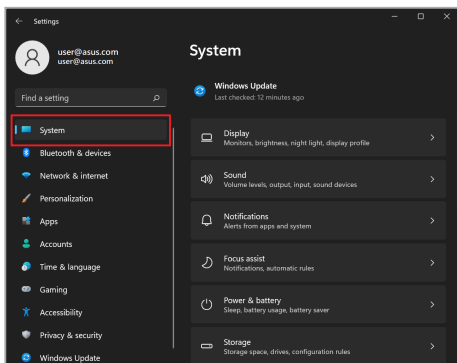 Settings
user@asus.com
user@asus.com
Find a setting
System
Bluetooth & devices
Network & internet
Personalization
Apps
Accounts
Time & language
Gaming
Accessibility
Privacy & security
Windows Update
System
Windows Update
Last checked: 12 minutes ago
Display
Monitors, brightness, night light, display profile
Sound
Volume levels, output, input, sound devices
Notifications
Alerts from apps and system
Focus assist
Notifications, automatic rules
Power & battery
Sleep, battery usage, battery saver
Storage
Storage space, drives, configuration rules